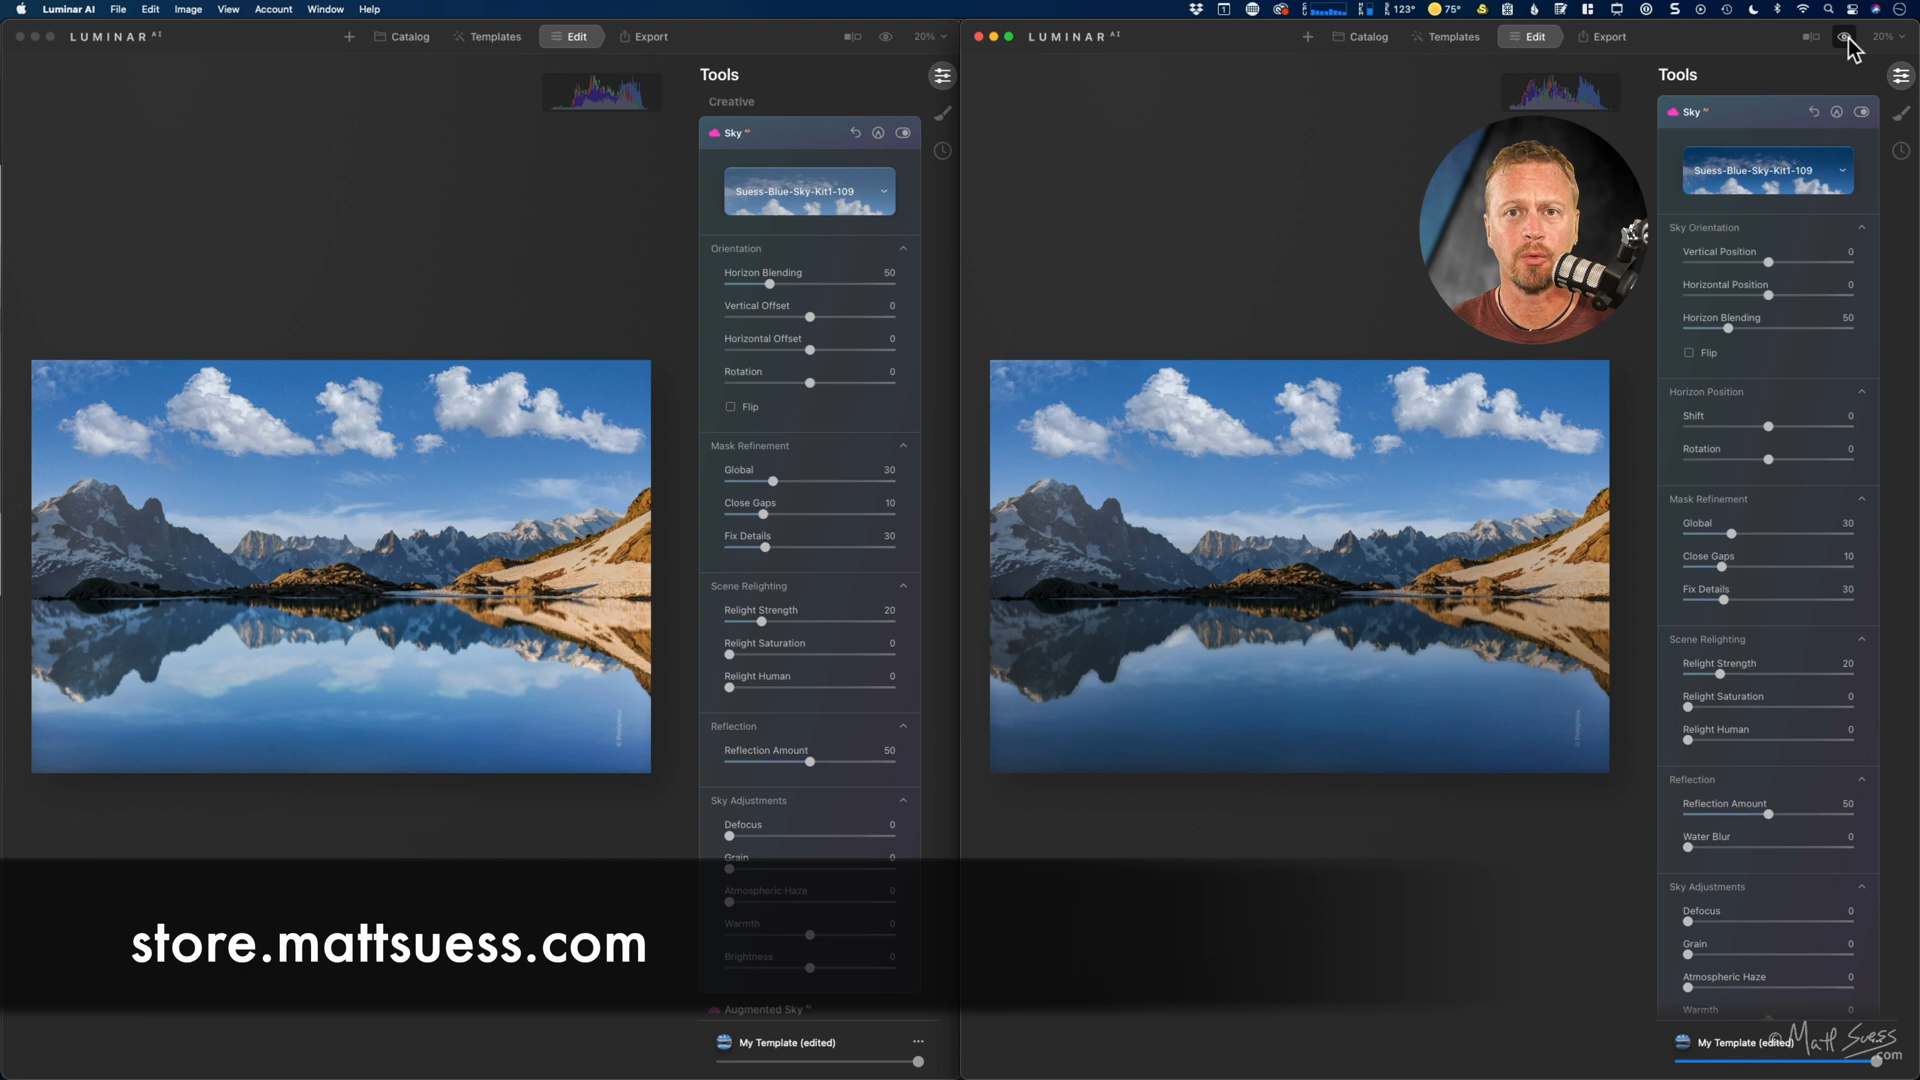 Luminar AI File Edit Image View Account Window Help
123° 75°
LUMINAR AI + Catalog Templates Edit Export 20%
Tools
Creative
Sky AI
Suess-Blue-Sky-Kit1-109
Orientation
Horizon Blending 50
Vertical Offset 0
Horizontal Offset 0
Rotation 0
Flip
Mask Refinement
Global 30
Close Gaps 10
Fix Details 30
Scene Relighting
Relight Strength 20
Relight Saturation 0
Relight Human 0
Reflection
Reflection Amount 50
Sky Adjustments
Defocus 0
Grain 0
Atmospheric Haze 0
Warmth 0
Brightness 0
Augmented Sky AI
My Template (edited) ...
LUMINAR AI + Catalog Templates Edit Export 20%
Tools
Sky AI
Suess-Blue-Sky-Kit1-109
Sky Orientation
Vertical Position 0
Horizontal Position 0
Horizon Blending 50
Flip
Horizon Position
Shift 0
Rotation 0
Mask Refinement
Global 30
Close Gaps 10
Fix Details 30
Scene Relighting
Relight Strength 20
Relight Saturation 0
Relight Human 0
Reflection
Reflection Amount 50
Water Blur 0
Sky Adjustments
Defocus 0
Grain 0
Atmospheric Haze 0
Warmth
My Template (edited)
© Matt Suess
.com
store.mattsuess.com